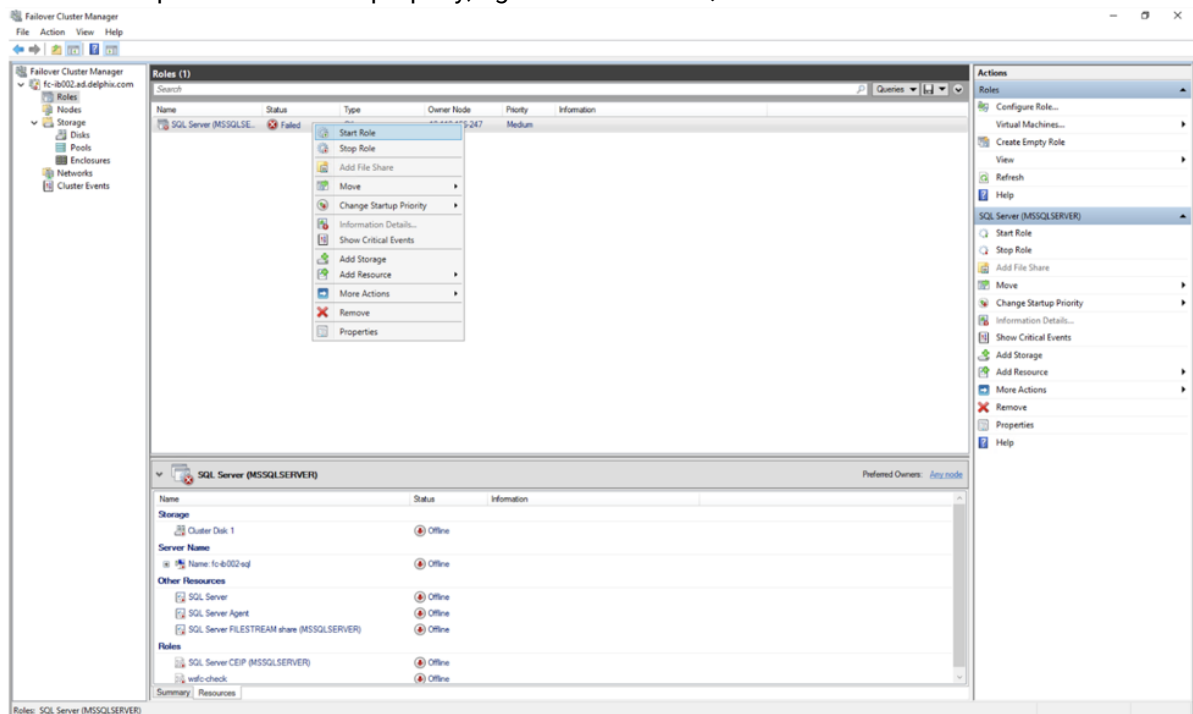 Failover Cluster Manager
File Action View Help
Failover Cluster Manager
fc-ib002.ad.delphix.com
Roles
Nodes
Storage
Disks
Pools
Enclosures
Networks
Cluster Events
Roles (1)
Search
Queries
Name Status Type Owner Node Priority Information
SQL Server (MSSQLSE... Failed Medium
Start Role
Stop Role
Add File Share
Move
Change Startup Priority
Information Details...
Show Critical Events
Add Storage
Add Resource
More Actions
Remove
Properties
SQL Server (MSSQLSERVER)
Preferred Owners: Any node
Name Status Information
Storage
Cluster Disk 1 Offline
Server Name
Name: fc-ib002-sql Offline
Other Resources
SQL Server Offline
SQL Server Agent Offline
SQL Server FILESTREAM share (MSSQLSERVER) Offline
Roles
SQL Server CEIP (MSSQLSERVER) Offline
wsfc-check Offline
Summary Resources
Actions
Roles
Configure Role...
Virtual Machines...
Create Empty Role
View
Refresh
Help
SQL Server (MSSQLSERVER)
Start Role
Stop Role
Add File Share
Move
Change Startup Priority
Information Details...
Show Critical Events
Add Storage
Add Resource
More Actions
Remove
Properties
Help
Roles: SQL Server (MSSQLSERVER)